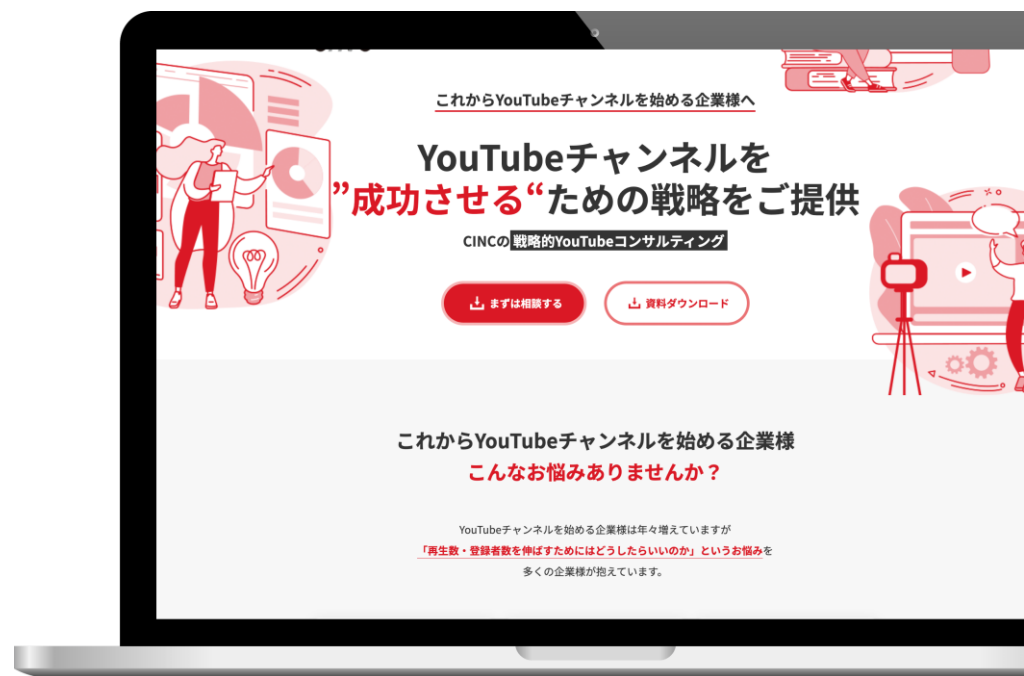 これからYouTubeチャンネルを始める企業様へ
YouTubeチャンネルを
”成功させる“ための戦略をご提供
CINCの戦略的YouTubeコンサルティング
まずは相談する
資料ダウンロード
これからYouTubeチャンネルを始める企業様
こんなお悩みありませんか？
YouTubeチャンネルを始める企業様は年々増えていますが
「再生数・登録者数を伸ばすためにはどうしたらいいのか」というお悩みを
多くの企業様が抱えています。